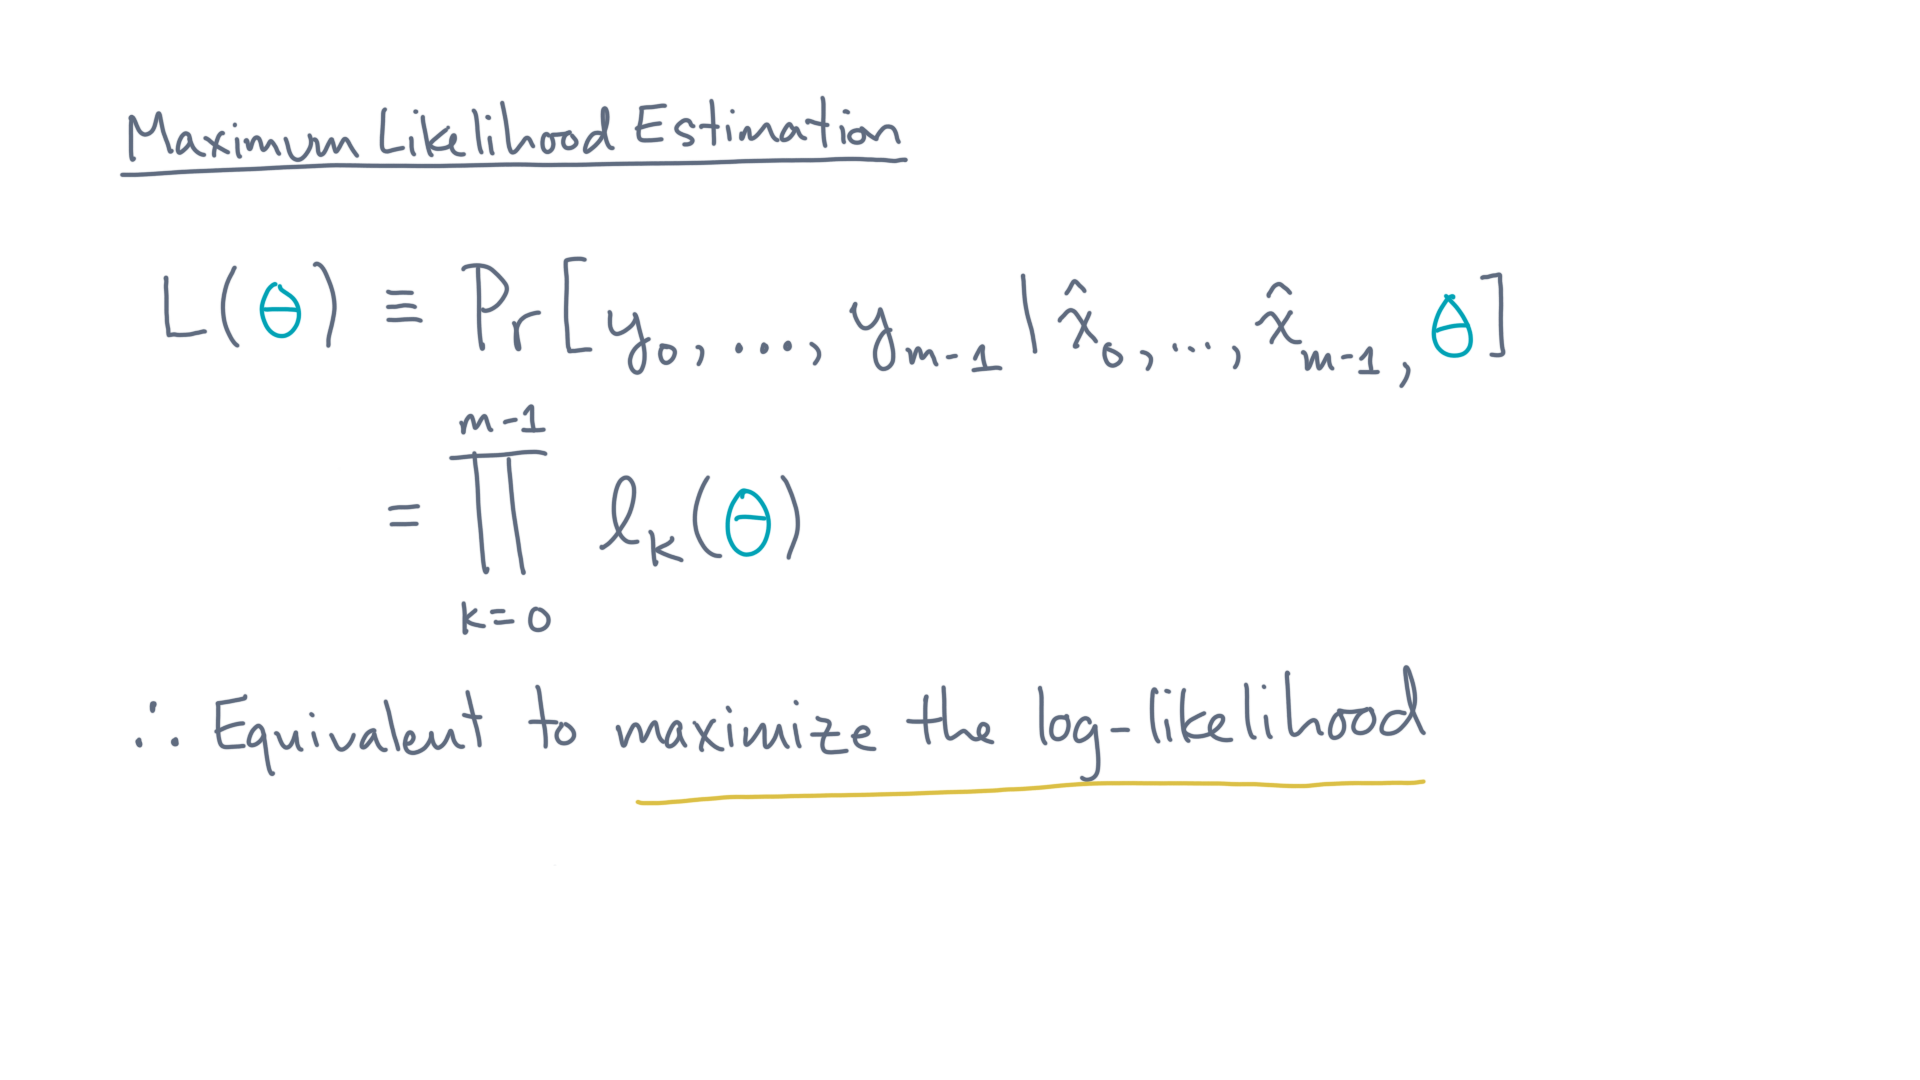 Maximum Likelihood Estimation
L(θ) ≡ Pr[y₀, ..., yₘ₋₁ | x̂₀, ..., x̂ₘ₋₁, θ]
m-1
= ∏ ℓₖ(θ)
k=0
∴ Equivalent to maximize the log-likelihood